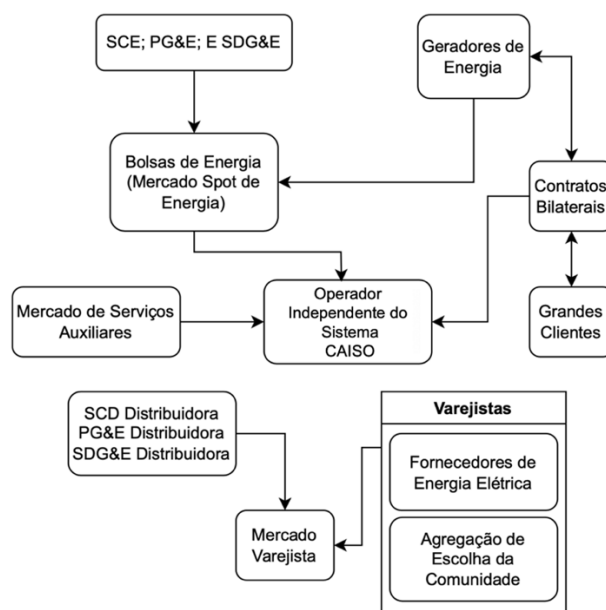 SCE; PG&E; E SDG&E
Geradores de
Energia
Bolsas de Energia
(Mercado Spot de
Energia)
Contratos
Bilaterais
Mercado de Serviços
Auxiliares
Operador
Independente do
Sistema
CAISO
Grandes
Clientes
SCD Distribuidora
PG&E Distribuidora
SDG&E Distribuidora
Varejistas
Fornecedores de
Energia Elétrica
Mercado
Varejista
Agregação de
Escolha da
Comunidade